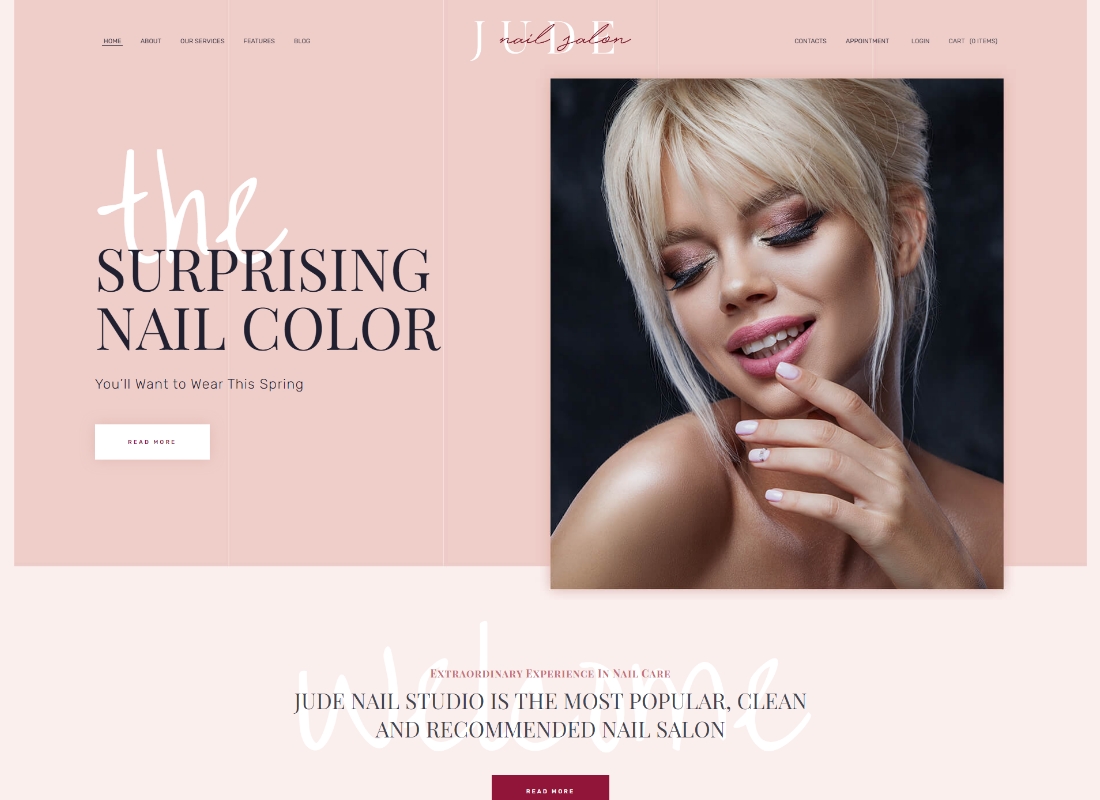 HOME ABOUT OUR SERVICES FEATURES BLOG
JUDE
nail salon
CONTACTS APPOINTMENT LOGIN CART (0 ITEMS)
the
SURPRISING
NAIL COLOR
You'll Want to Wear This Spring
READ MORE
welcome
Extraordinary Experience In Nail Care
JUDE NAIL STUDIO IS THE MOST POPULAR, CLEAN
AND RECOMMENDED NAIL SALON
READ MORE